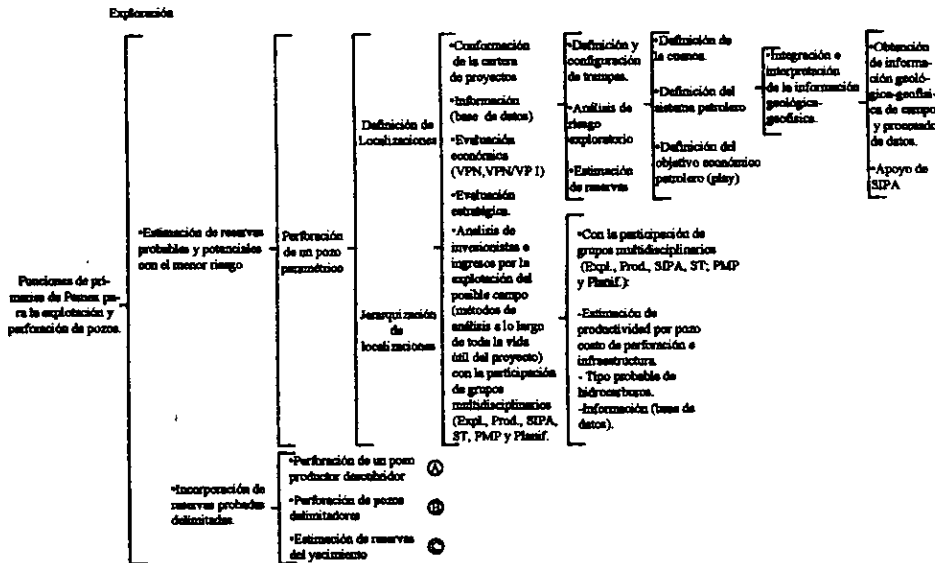 Exploración
Funciones de pri-
marias de Pemex pa-
ra la explotación y
perforación de pozos.
•Estimación de reservas
probables y potenciales
con el menor riesgo
Perforación
de un pozo
paramétrico
Definición de
Localizaciones
•Conformación
de la cartera
de proyectos
•Información
(base de datos)
•Evaluación
económica
(VPN,VPN/VP I)
•Evaluación
estratégica.
•Definición y
configuración
de trampas.
•Análisis de
riesgo
exploratorio
•Estimación
de reservas
•Definición de
la cuenca.
•Definición del
sistema petrolero
•Definición del
objetivo económico
petrolero (play)
•Integración e
interpretación
de la información
geológica-
geofísica.
•Obtención
de informa-
ción geoló-
gica-geofísi-
ca de campo
y procesado
de datos.
•Apoyo de
SIPA
Jerarquización
de
localizaciones
•Análisis de
inversionistas e
ingresos por la
explotación del
posible campo
(métodos de
análisis a lo largo
de toda la vida
útil del proyecto)
con la participación
de grupos
multidisciplinarios
(Expl., Prod., SIPA,
ST, PMP y Planif.
•Con la participación de
grupos multidisciplinarios
(Expl., Prod., SIPA, ST; PMP
y Planif.):
-Estimación de
productividad por pozo
costo de perforación e
infraestructura.
- Tipo probable de
hidrocarburos.
-Información (base de
datos).
•Incorporación de
reservas probadas
delimitadas.
•Perforación de un pozo
productor descubridor
A
•Perforación de pozos
delimitadores
B
•Estimación de reservas
del yacimiento
C